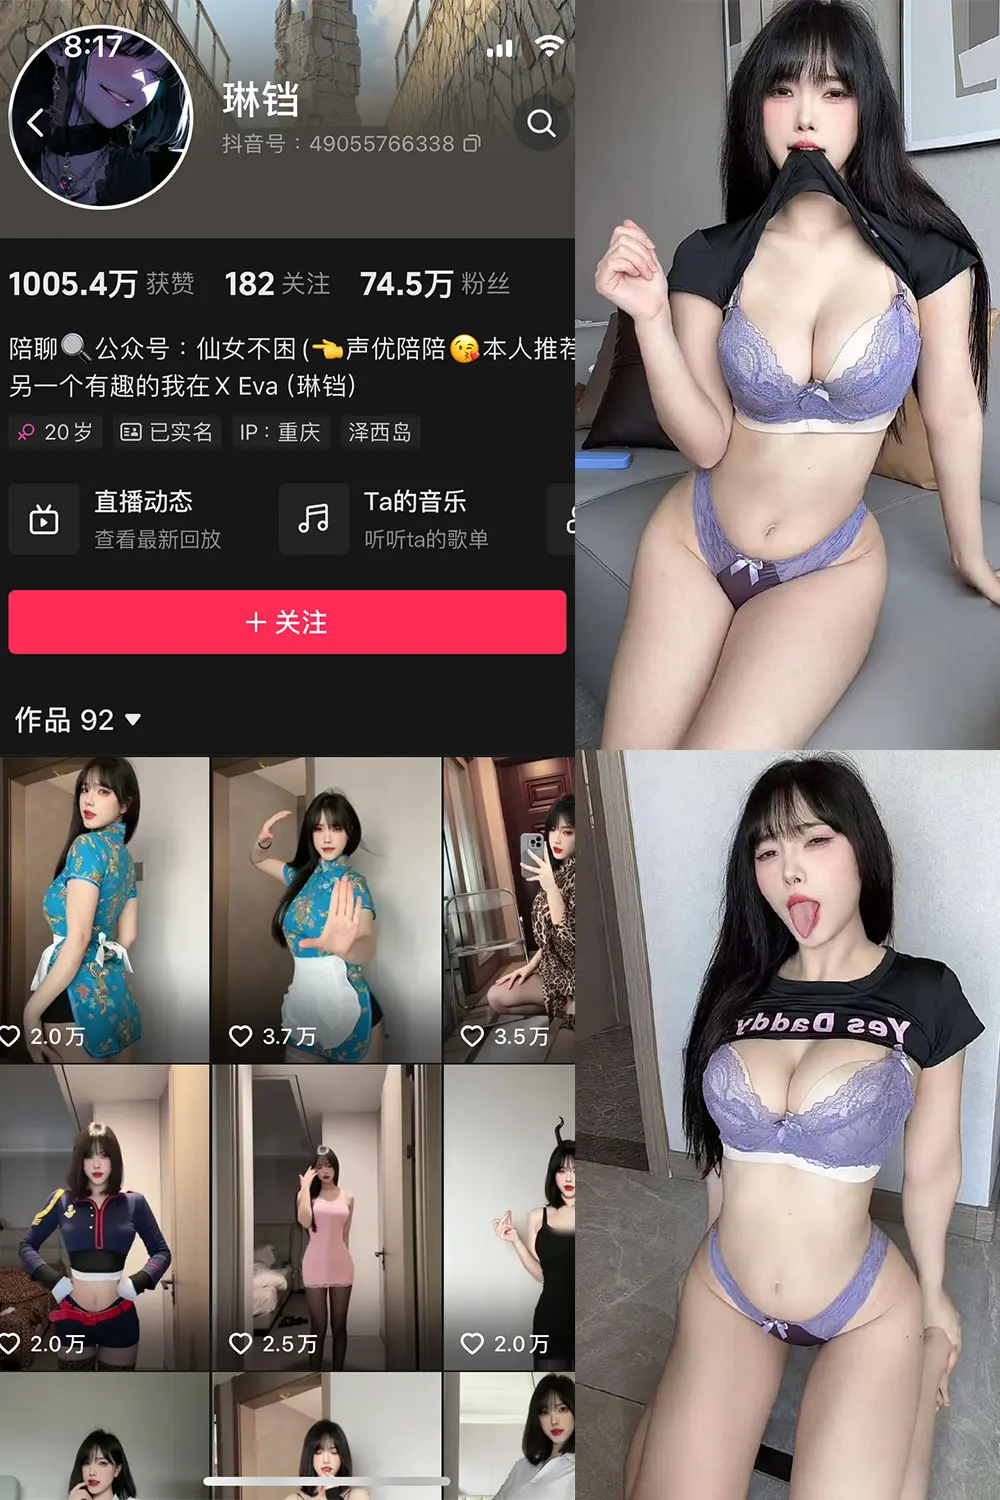 8:17
琳铛
抖音号：49055766338
1005.4万 获赞 182 关注 74.5万 粉丝
陪聊🔍公众号：仙女不困(👈声优陪陪😘本人推荐
另一个有趣的我在X Eva (琳铛)
20岁 已实名 IP：重庆 泽西岛
直播动态
查看最新回放
Ta的音乐
听听ta的歌单
+ 关注
作品 92
2.0万 3.7万 3.5万
2.0万 2.5万 2.0万
Yes Daddy